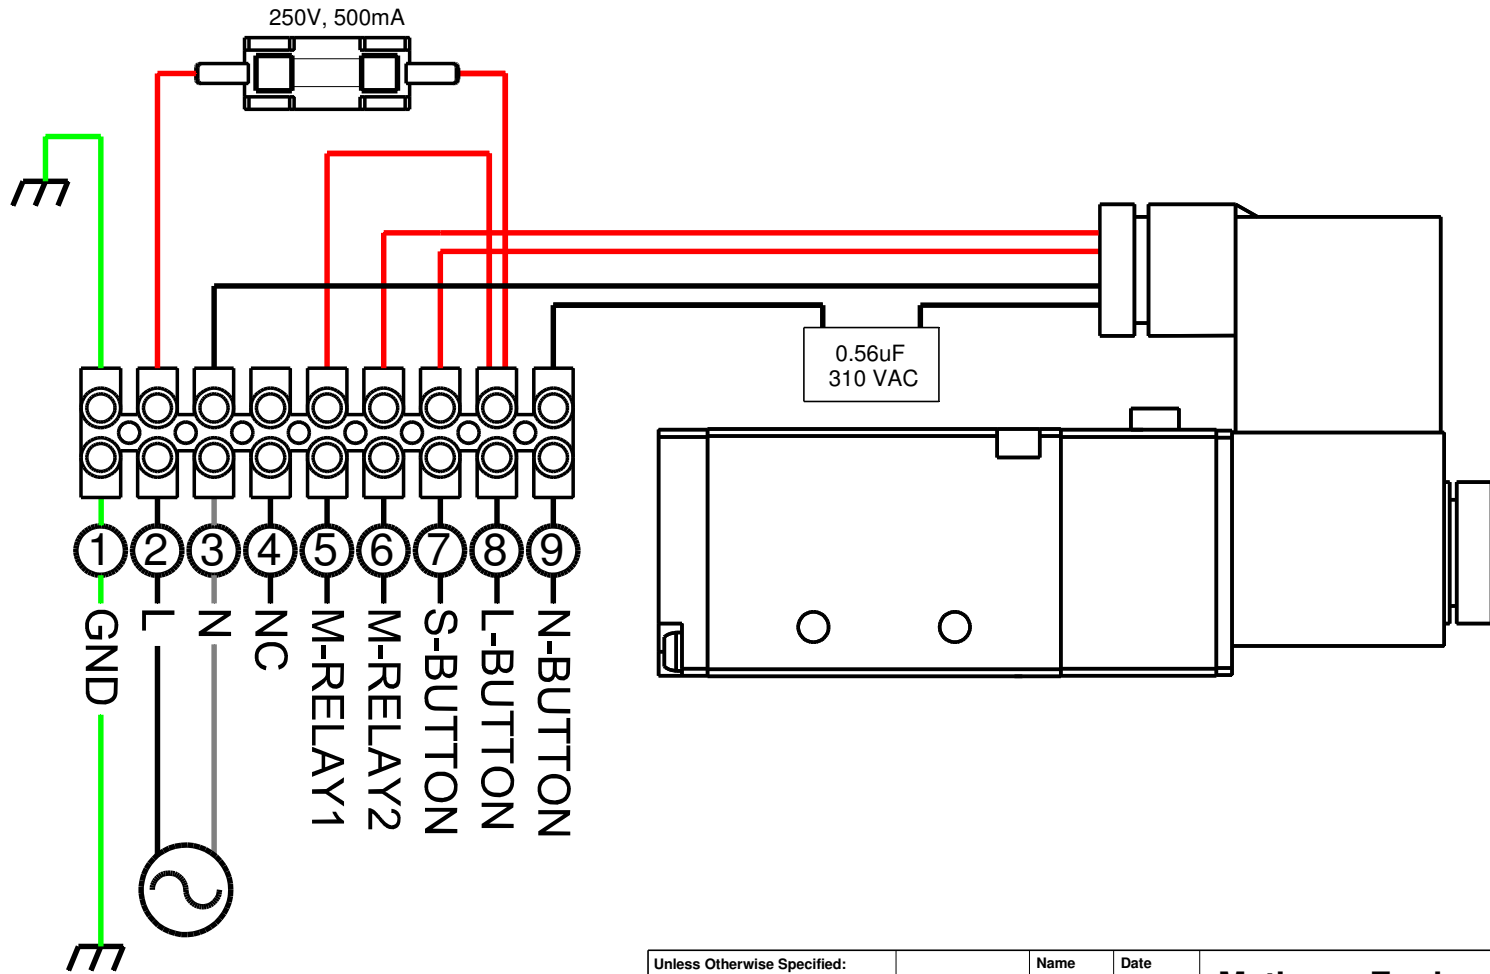 250V, 500mA
0.56uF
310 VAC
1
2
3
4
5
6
7
8
9
GND
L
N
NC
M-RELAY1
M-RELAY2
S-BUTTON
L-BUTTON
N-BUTTON
Unless Otherwise Specified:
Name
Date